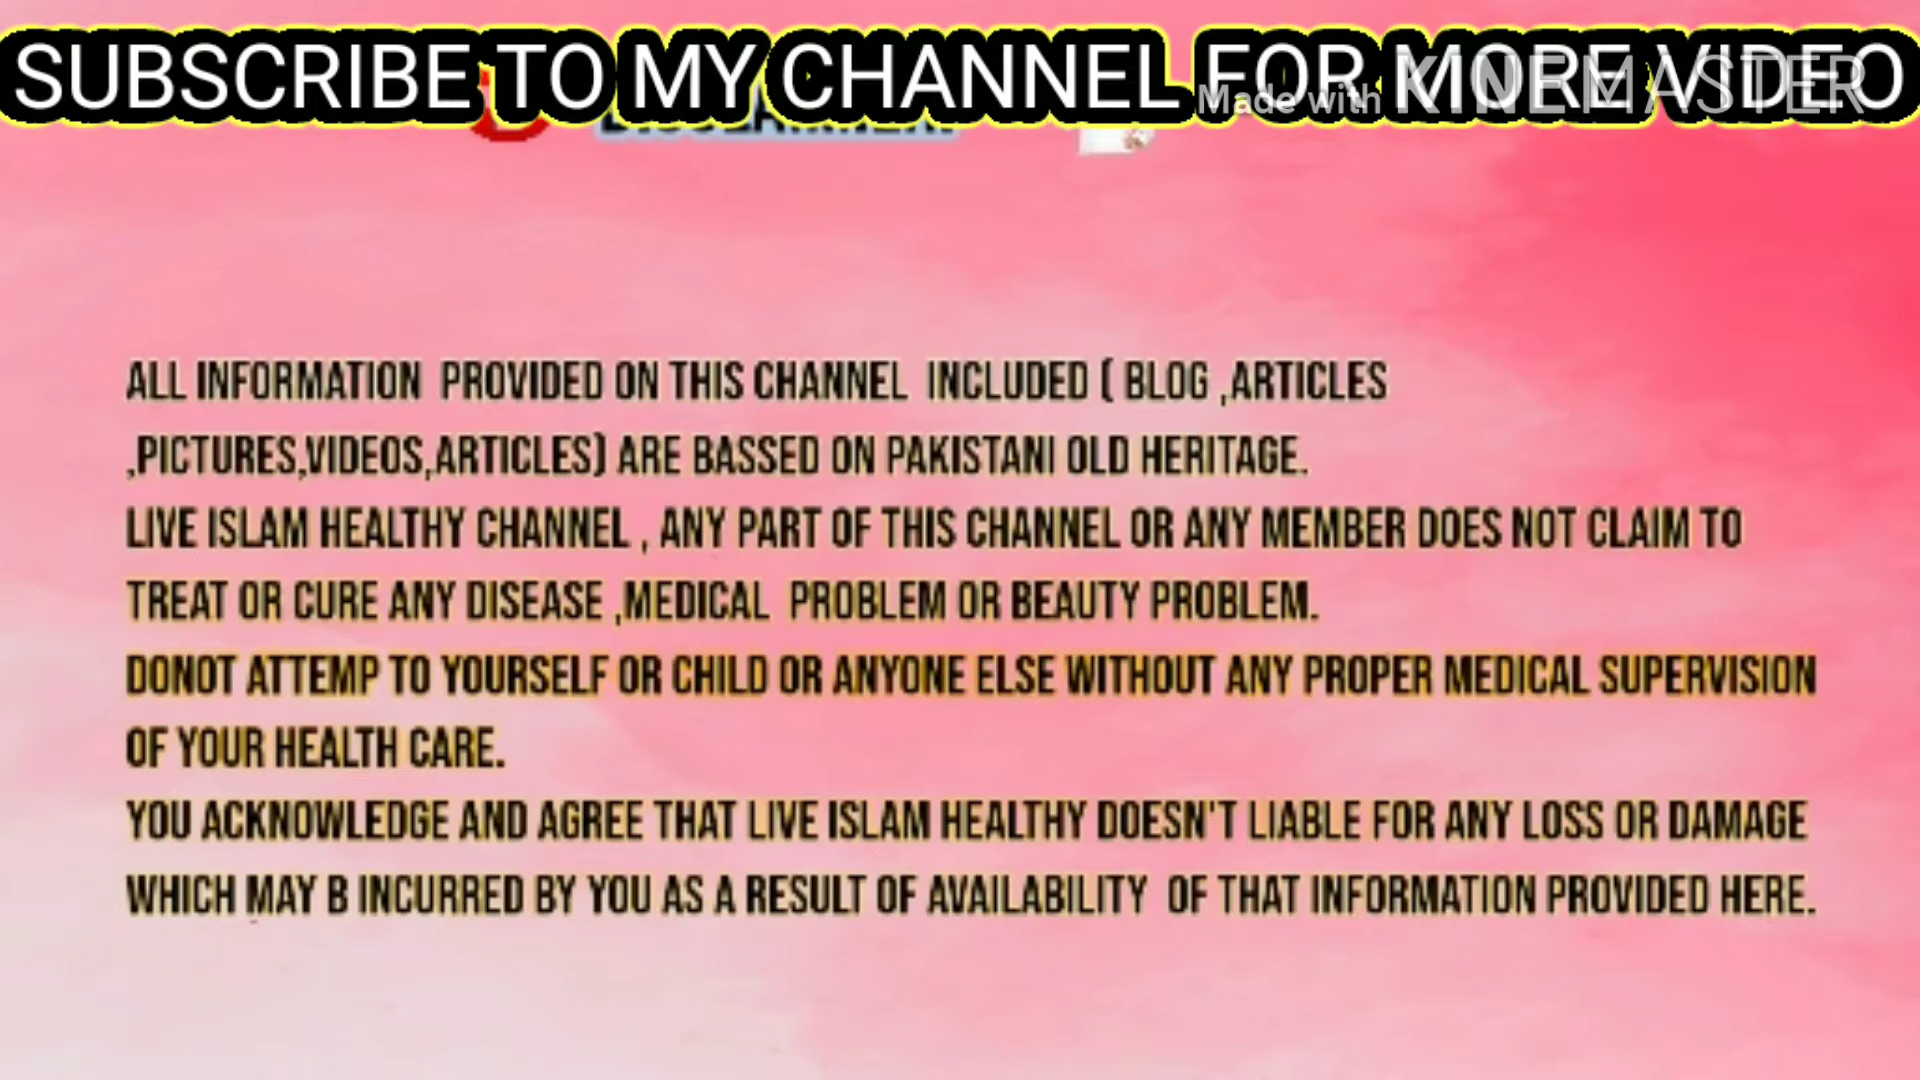 SUBSCRIBE TO MY CHANNEL FOR MORE VIDEO
Made with KINEMASTER
ALL INFORMATION PROVIDED ON THIS CHANNEL INCLUDED ( BLOG ,ARTICLES
,PICTURES,VIDEOS,ARTICLES) ARE BASSED ON PAKISTANI OLD HERITAGE.
LIVE ISLAM HEALTHY CHANNEL , ANY PART OF THIS CHANNEL OR ANY MEMBER DOES NOT CLAIM TO
TREAT OR CURE ANY DISEASE ,MEDICAL PROBLEM OR BEAUTY PROBLEM.
DONOT ATTEMP TO YOURSELF OR CHILD OR ANYONE ELSE WITHOUT ANY PROPER MEDICAL SUPERVISION
OF YOUR HEALTH CARE.
YOU ACKNOWLEDGE AND AGREE THAT LIVE ISLAM HEALTHY DOESN'T LIABLE FOR ANY LOSS OR DAMAGE
WHICH MAY B INCURRED BY YOU AS A RESULT OF AVAILABILITY OF THAT INFORMATION PROVIDED HERE.